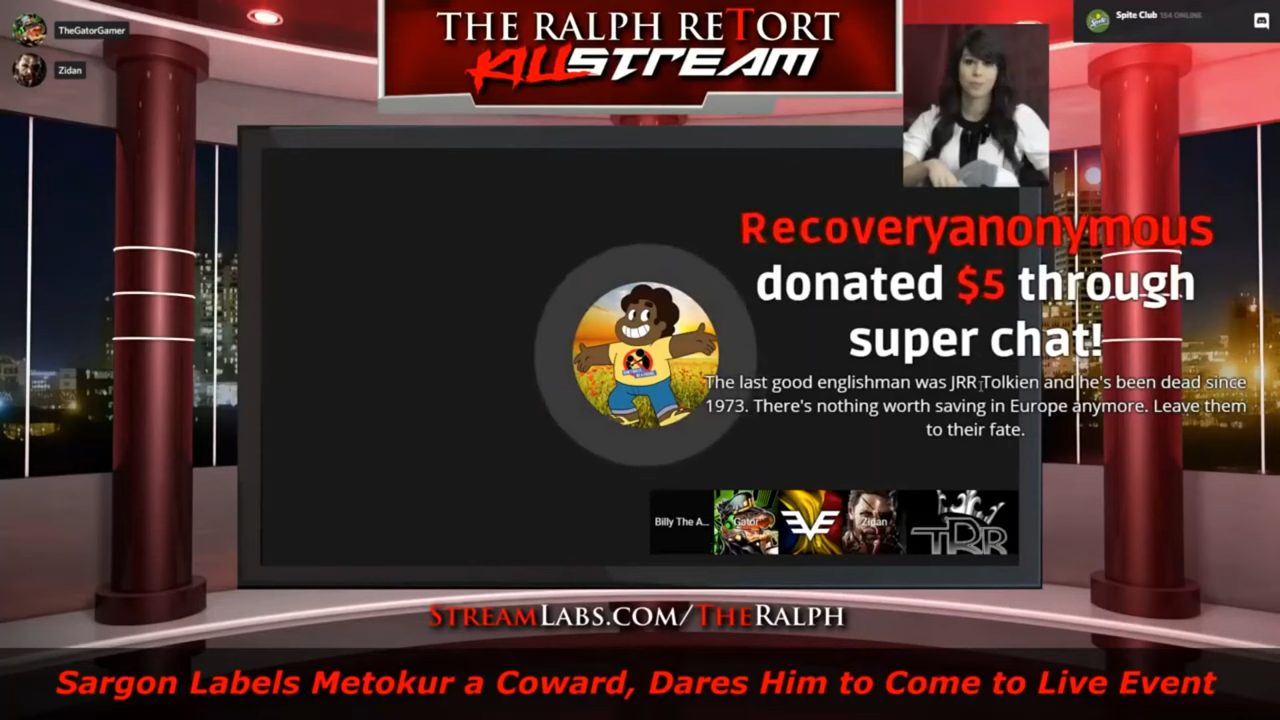 TheGatorGamer
Zidan
THE RALPH RETORT
KILLSTREAM
Spite Club 154 ONLINE
Recoveryanonymous
donated $5 through
super chat!
The last good englishman was JRR Tolkien and he's been dead since
1973. There's nothing worth saving in Europe anymore. Leave them
to their fate.
Billy The A...
Gator
Zidan
TRR
STREAMLABS.COM/THERALPH
Sargon Labels Metokur a Coward, Dares Him to Come to Live Event